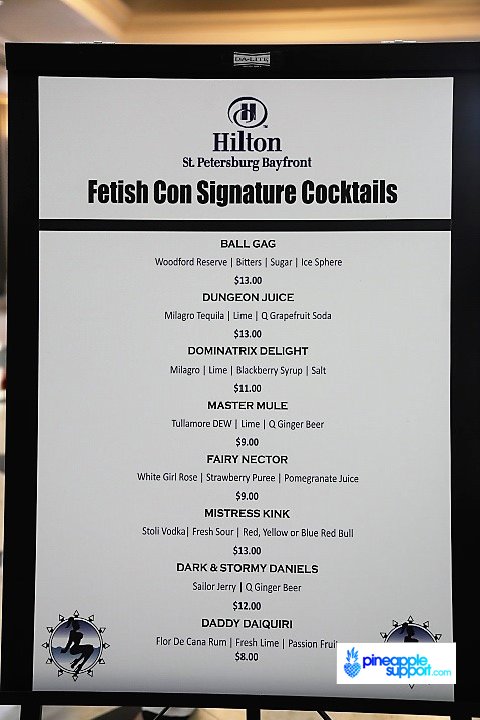 DA-LITE
H
Hilton
St. Petersburg Bayfront
Fetish Con Signature Cocktails
BALL GAG
Woodford Reserve | Bitters | Sugar | Ice Sphere
$13.00
DUNGEON JUICE
Milagro Tequila | Lime | Q Grapefruit Soda
$13.00
DOMINATRIX DELIGHT
Milagro | Lime | Blackberry Syrup | Salt
$11.00
MASTER MULE
Tullamore DEW | Lime | Q Ginger Beer
$9.00
FAIRY NECTOR
White Girl Rose | Strawberry Puree | Pomegranate Juice
$9.00
MISTRESS KINK
Stoli Vodka| Fresh Sour | Red, Yellow or Blue Red Bull
$13.00
DARK & STORMY DANIELS
Sailor Jerry | Q Ginger Beer
$12.00
DADDY DAIQUIRI
Flor De Cana Rum | Fresh Lime | Passion
$8.00
pineapple
support.com